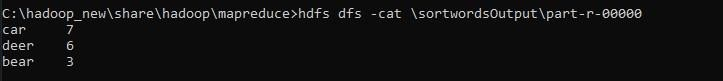 C:\hadoop_new\share\hadoop\mapreduce>hdfs dfs -cat \sortwordsOutput\part-r-00000
car 7
deer 6
bear 3